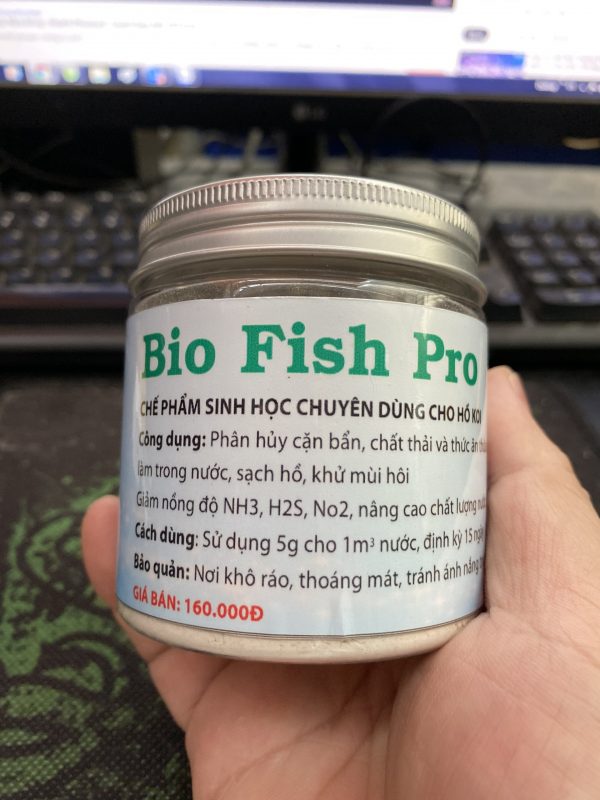 LG
Bio Fish Pro
CHẾ PHẨM SINH HỌC CHUYÊN DÙNG CHO HỒ KOI
Công dụng: Phân hủy cặn bẩn, chất thải và thức ăn
làm trong nước, sạch hồ, khử mùi hôi
Giảm nồng độ NH3, H2S, No2, nâng cao chất lượng
Cách dùng: Sử dụng 5g cho 1m³ nước, định kỳ 15 ngày
Bảo quản: Nơi khô ráo, thoáng mát, tránh ánh nắng
GIÁ BÁN: 160.000Đ